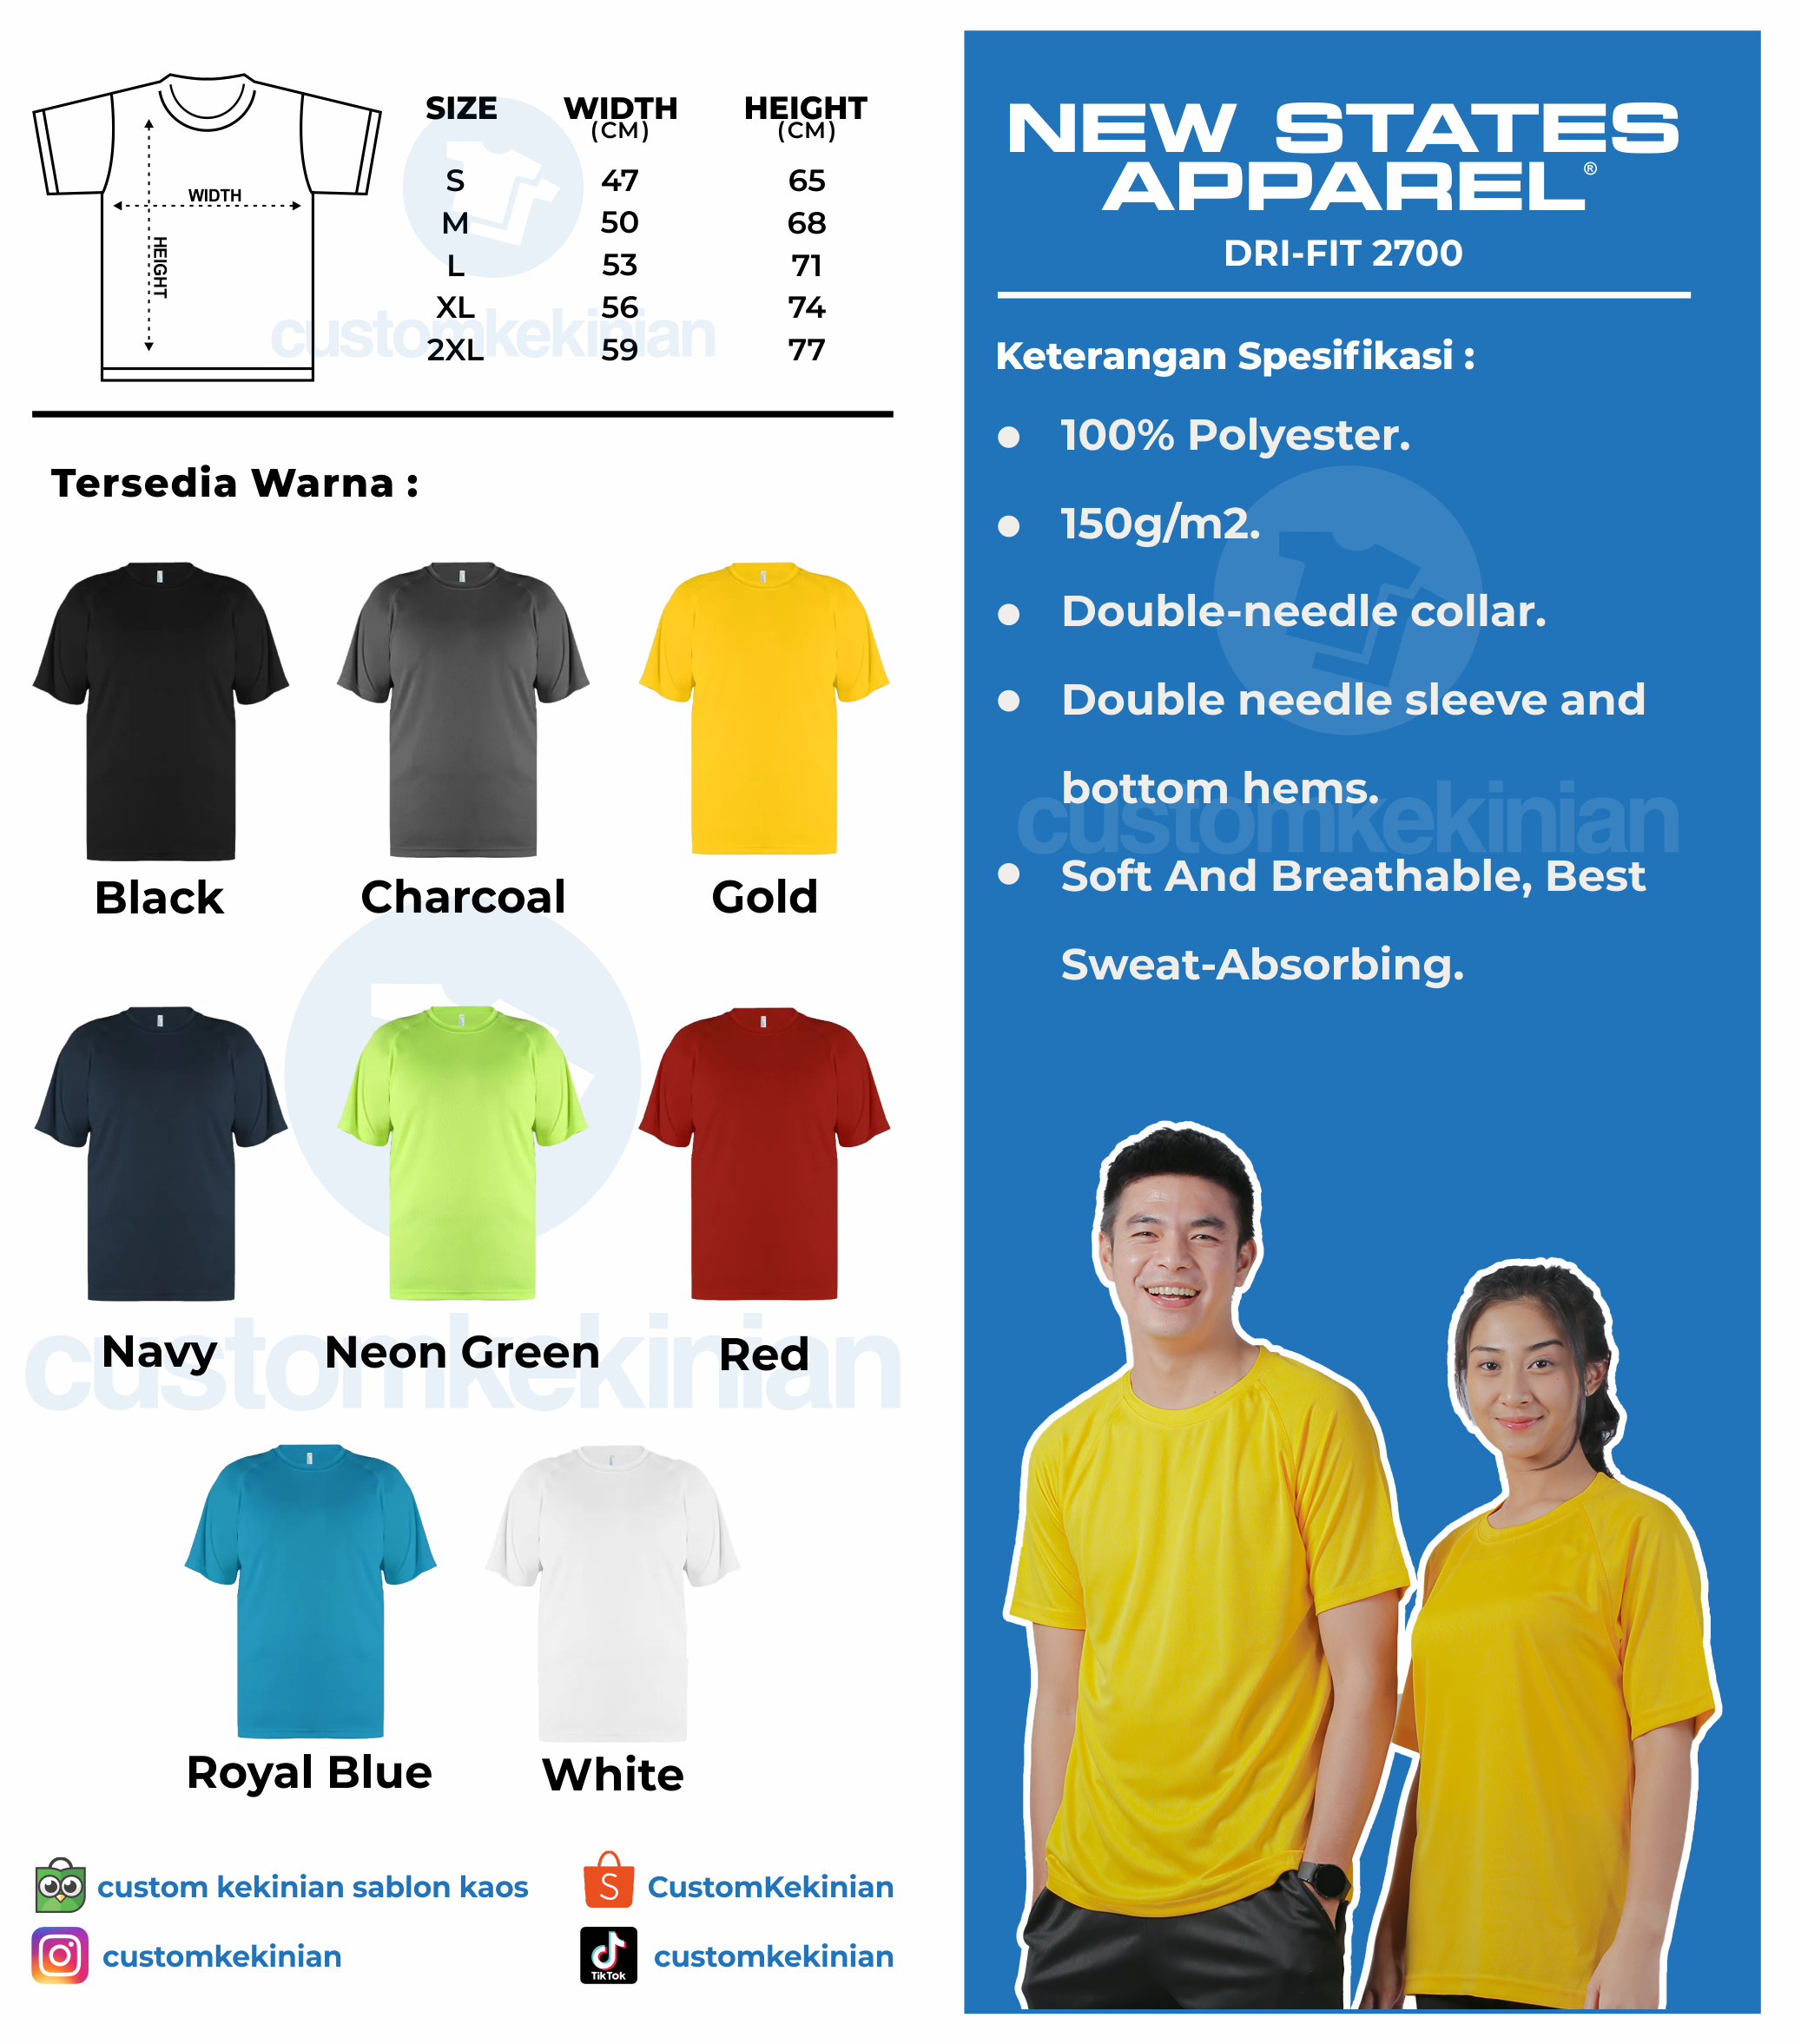 WIDTH
HEIGHT
SIZE WIDTH HEIGHT
(CM) (CM)
S 47 65
M 50 68
L 53 71
XL 56 74
2XL 59 77
customkekinian
Tersedia Warna :
Black Charcoal Gold
Navy Neon Green Red
customkekinian
Royal Blue White
custom kekinian sablon kaos
S CustomKekinian
customkekinian
TikTok customkekinian
NEW STATES
APPAREL®
DRI-FIT 2700
Keterangan Spesifikasi :
● 100% Polyester.
● 150g/m2.
● Double-needle collar.
● Double needle sleeve and
bottom hems.
customkekinian
● Soft And Breathable, Best
Sweat-Absorbing.